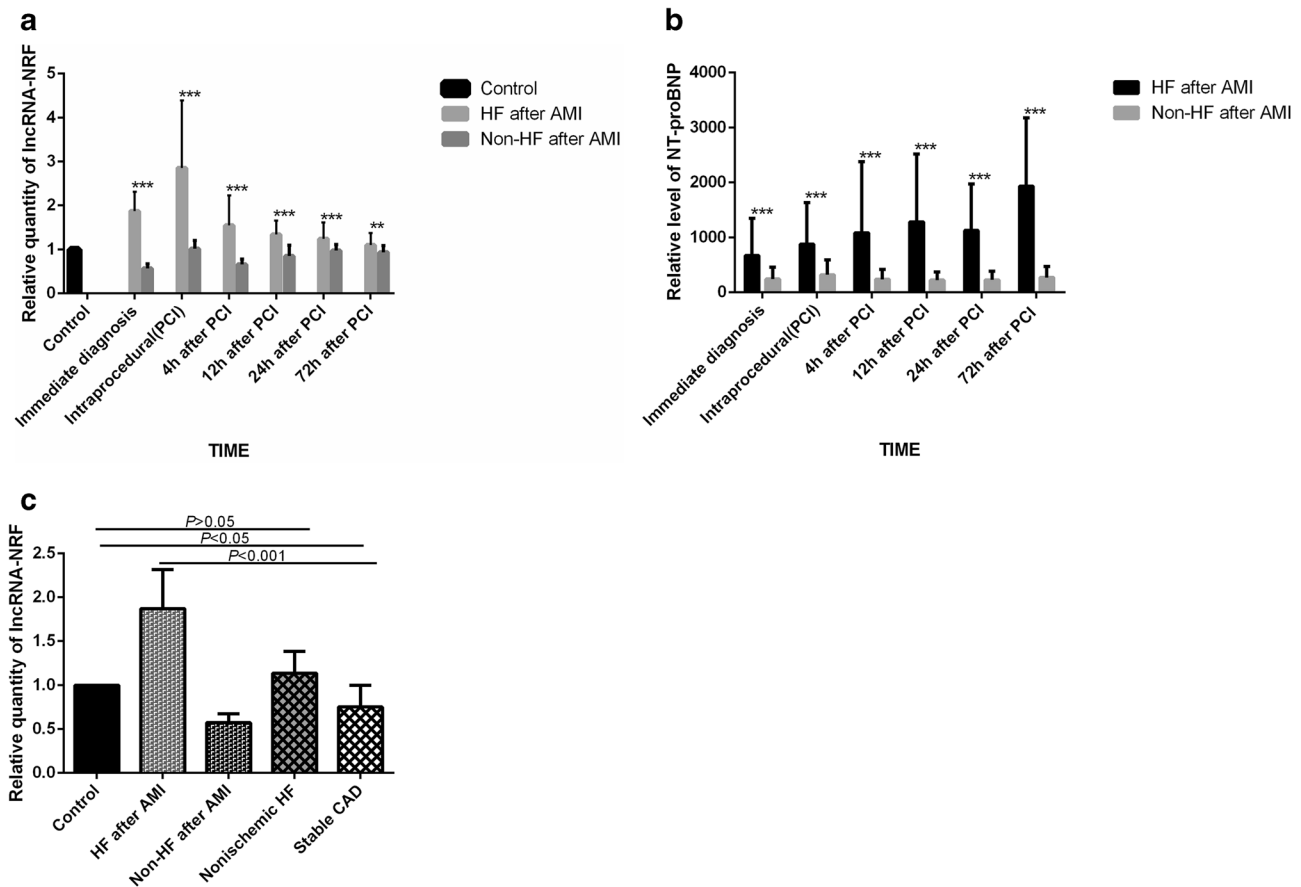 a
Relative quantity of lncRNA-NRF
5
4
3
2
1
0
***
***
***
***
***
**
Control
Immediate diagnosis
Intraprocedural(PCI)
4h after PCI
12h after PCI
24h after PCI
72h after PCI
TIME
Control
HF after AMI
Non-HF after AMI
b
Relative level of NT-proBNP
4000
3000
2000
1000
0
***
***
***
***
***
***
Immediate diagnosis
Intraprocedural(PCI)
4h after PCI
12h after PCI
24h after PCI
72h after PCI
TIME
HF after AMI
Non-HF after AMI
c
Relative quantity of lncRNA-NRF
P>0.05
P<0.05
P<0.001
2.5
2.0
1.5
1.0
0.5
0.0
Control
HF after AMI
Non-HF after AMI
Nonischemic HF
Stable CAD